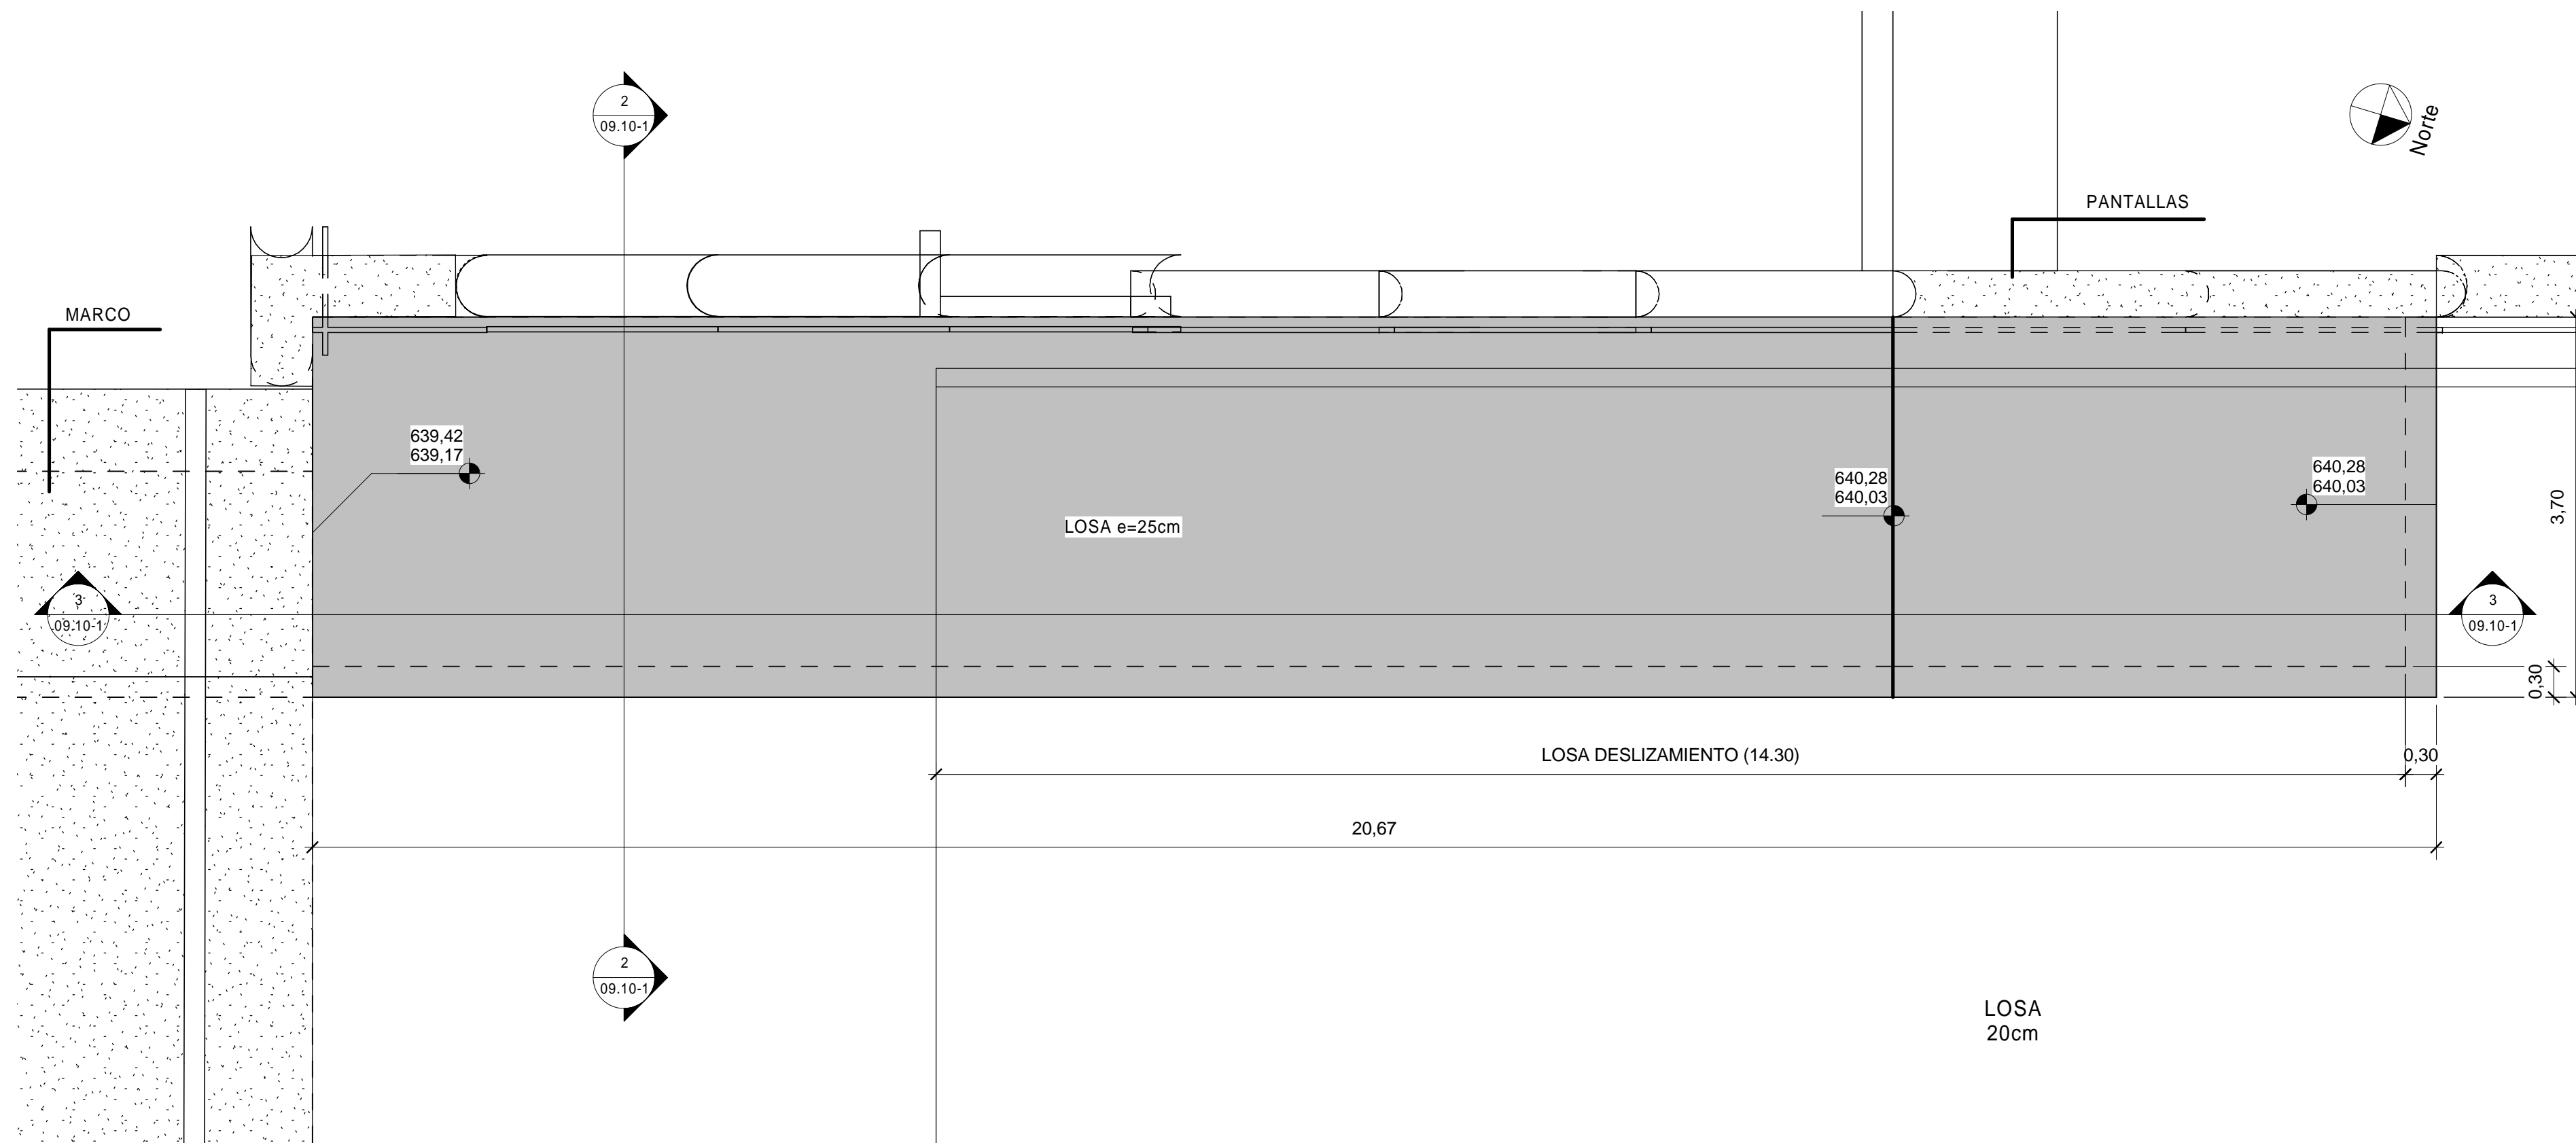 2
09.10-1
Norte
PANTALLAS
MARCO
639,42
639,17
640,28
640,03
640,28
640,03
3,70
LOSA e=25cm
3
09.10-1
3
09.10-1
0,30
LOSA DESLIZAMIENTO (14.30)
0,30
20,67
2
09.10-1
LOSA
20cm